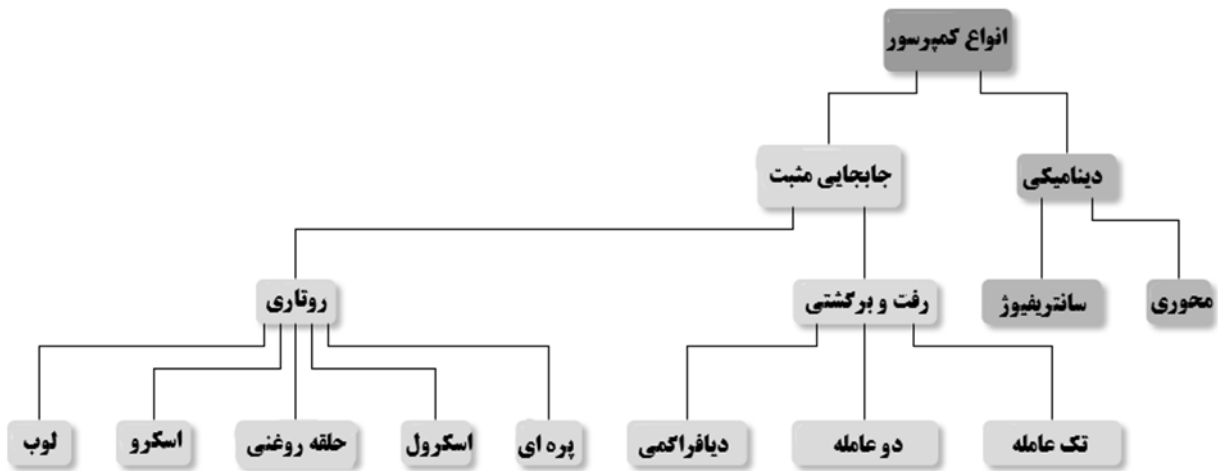 انواع کمپرسور
جابجایی مثبت
دینامیکی
محوری
سانتریفیوژ
رفت و برگشتی
روتاری
تک عامله
دو عامله
دیافراگمی
پره ای
اسکرول
حلقه روغنی
اسکرو
لوب